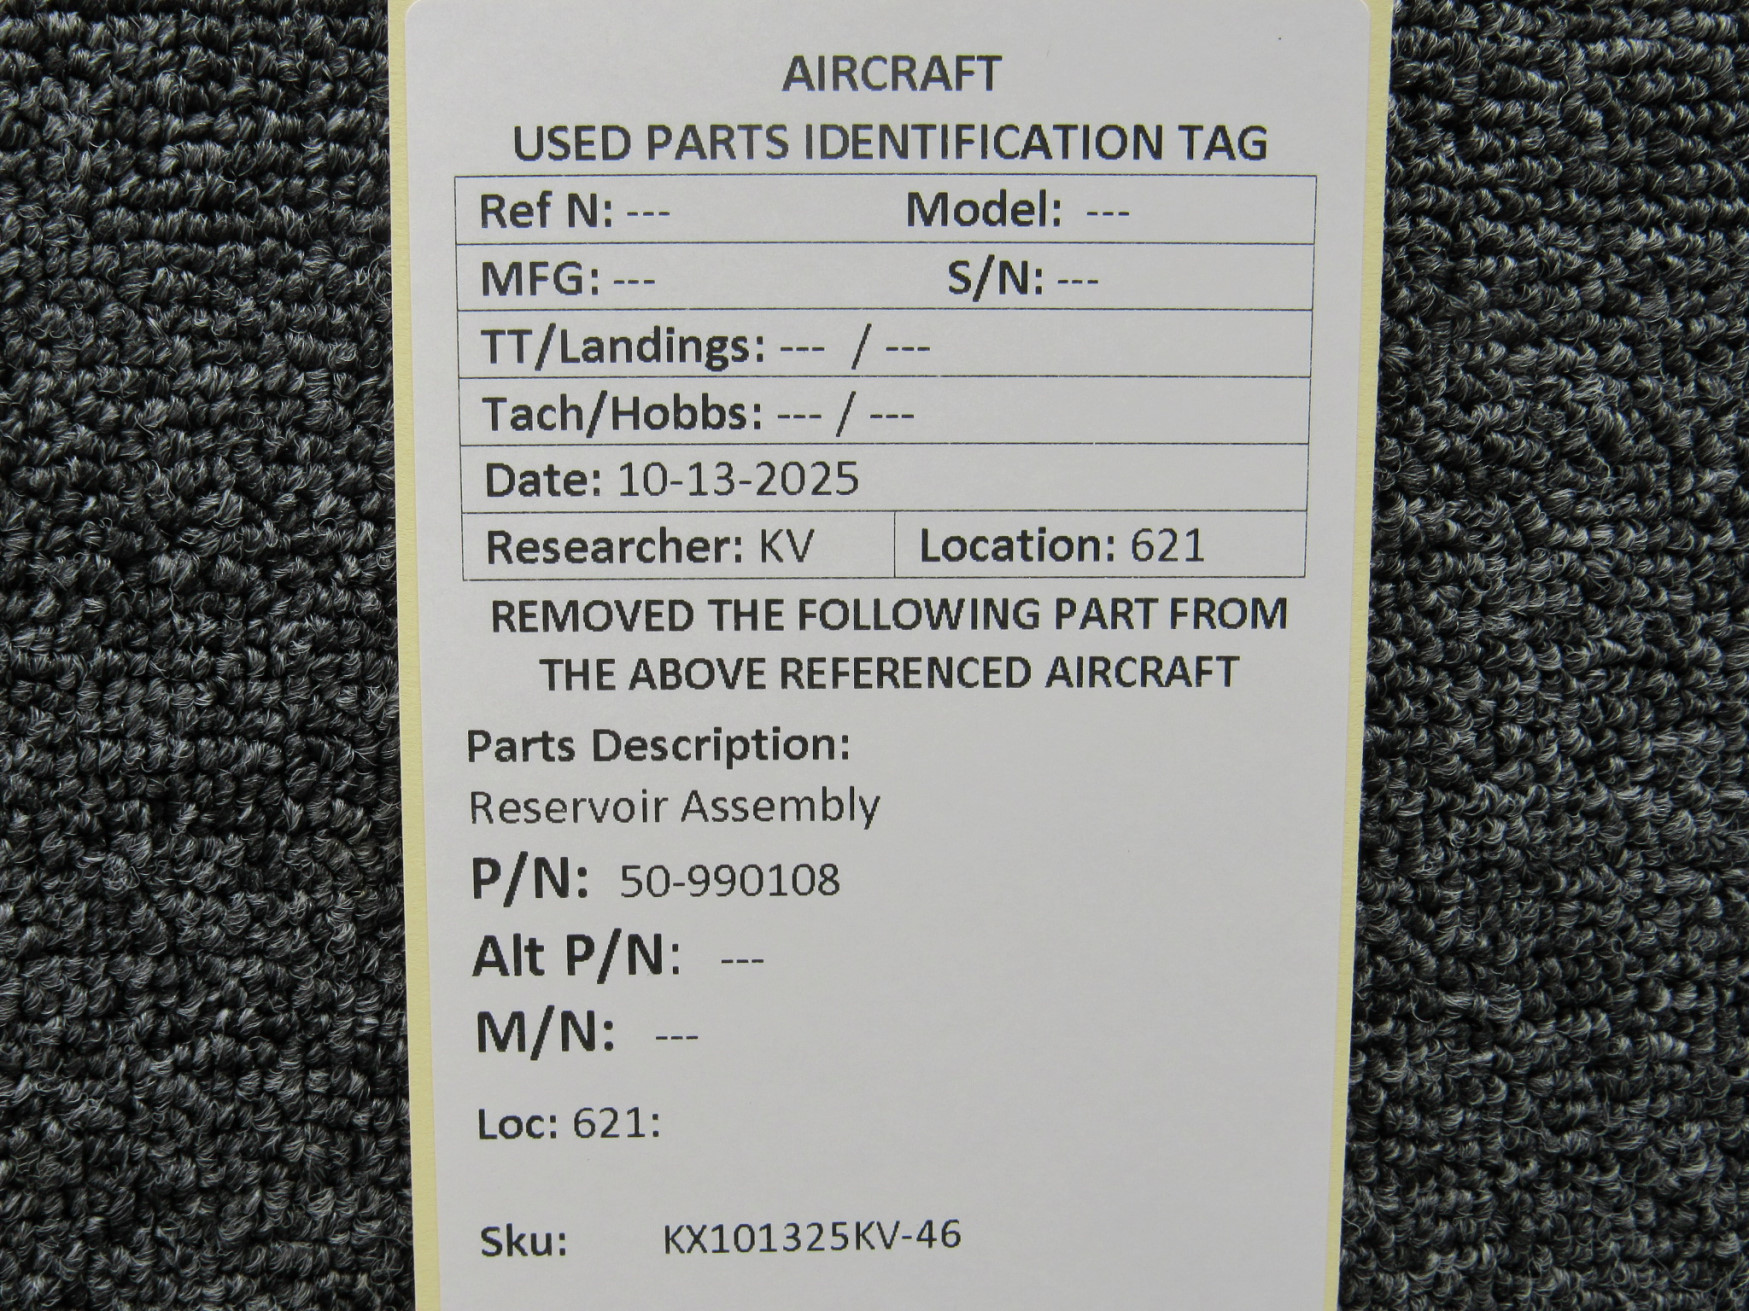 AIRCRAFT
USED PARTS IDENTIFICATION TAG
Ref N: --- Model: ---
MFG: --- S/N: ---
TT/Landings: --- / ---
Tach/Hobbs: --- / ---
Date: 10-13-2025
Researcher: KV Location: 621
REMOVED THE FOLLOWING PART FROM
THE ABOVE REFERENCED AIRCRAFT
Parts Description:
Reservoir Assembly
P/N: 50-990108
Alt P/N: ---
M/N: ---
Loc: 621:
Sku: KX101325KV-46